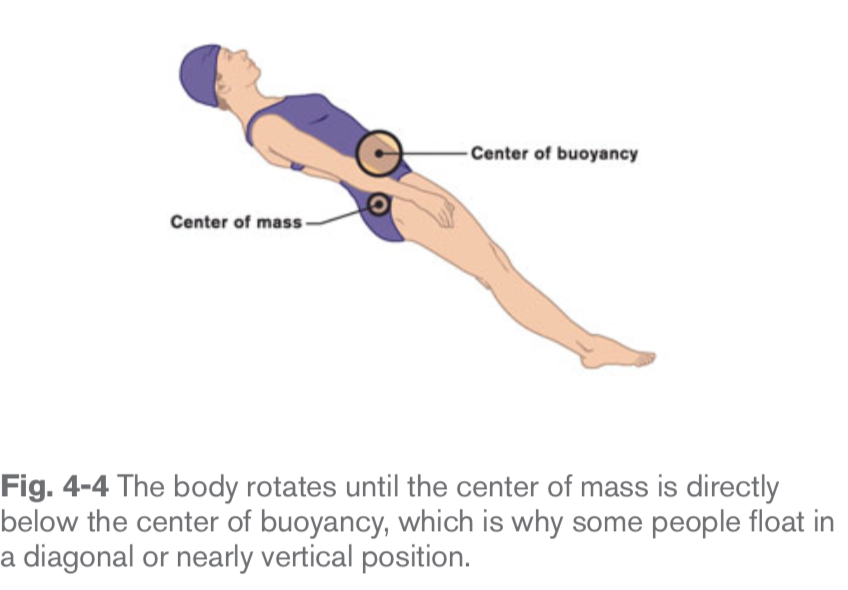 Center of buoyancy
Center of mass
Fig. 4-4 The body rotates until the center of mass is directly
below the center of buoyancy, which is why some people float in
a diagonal or nearly vertical position.